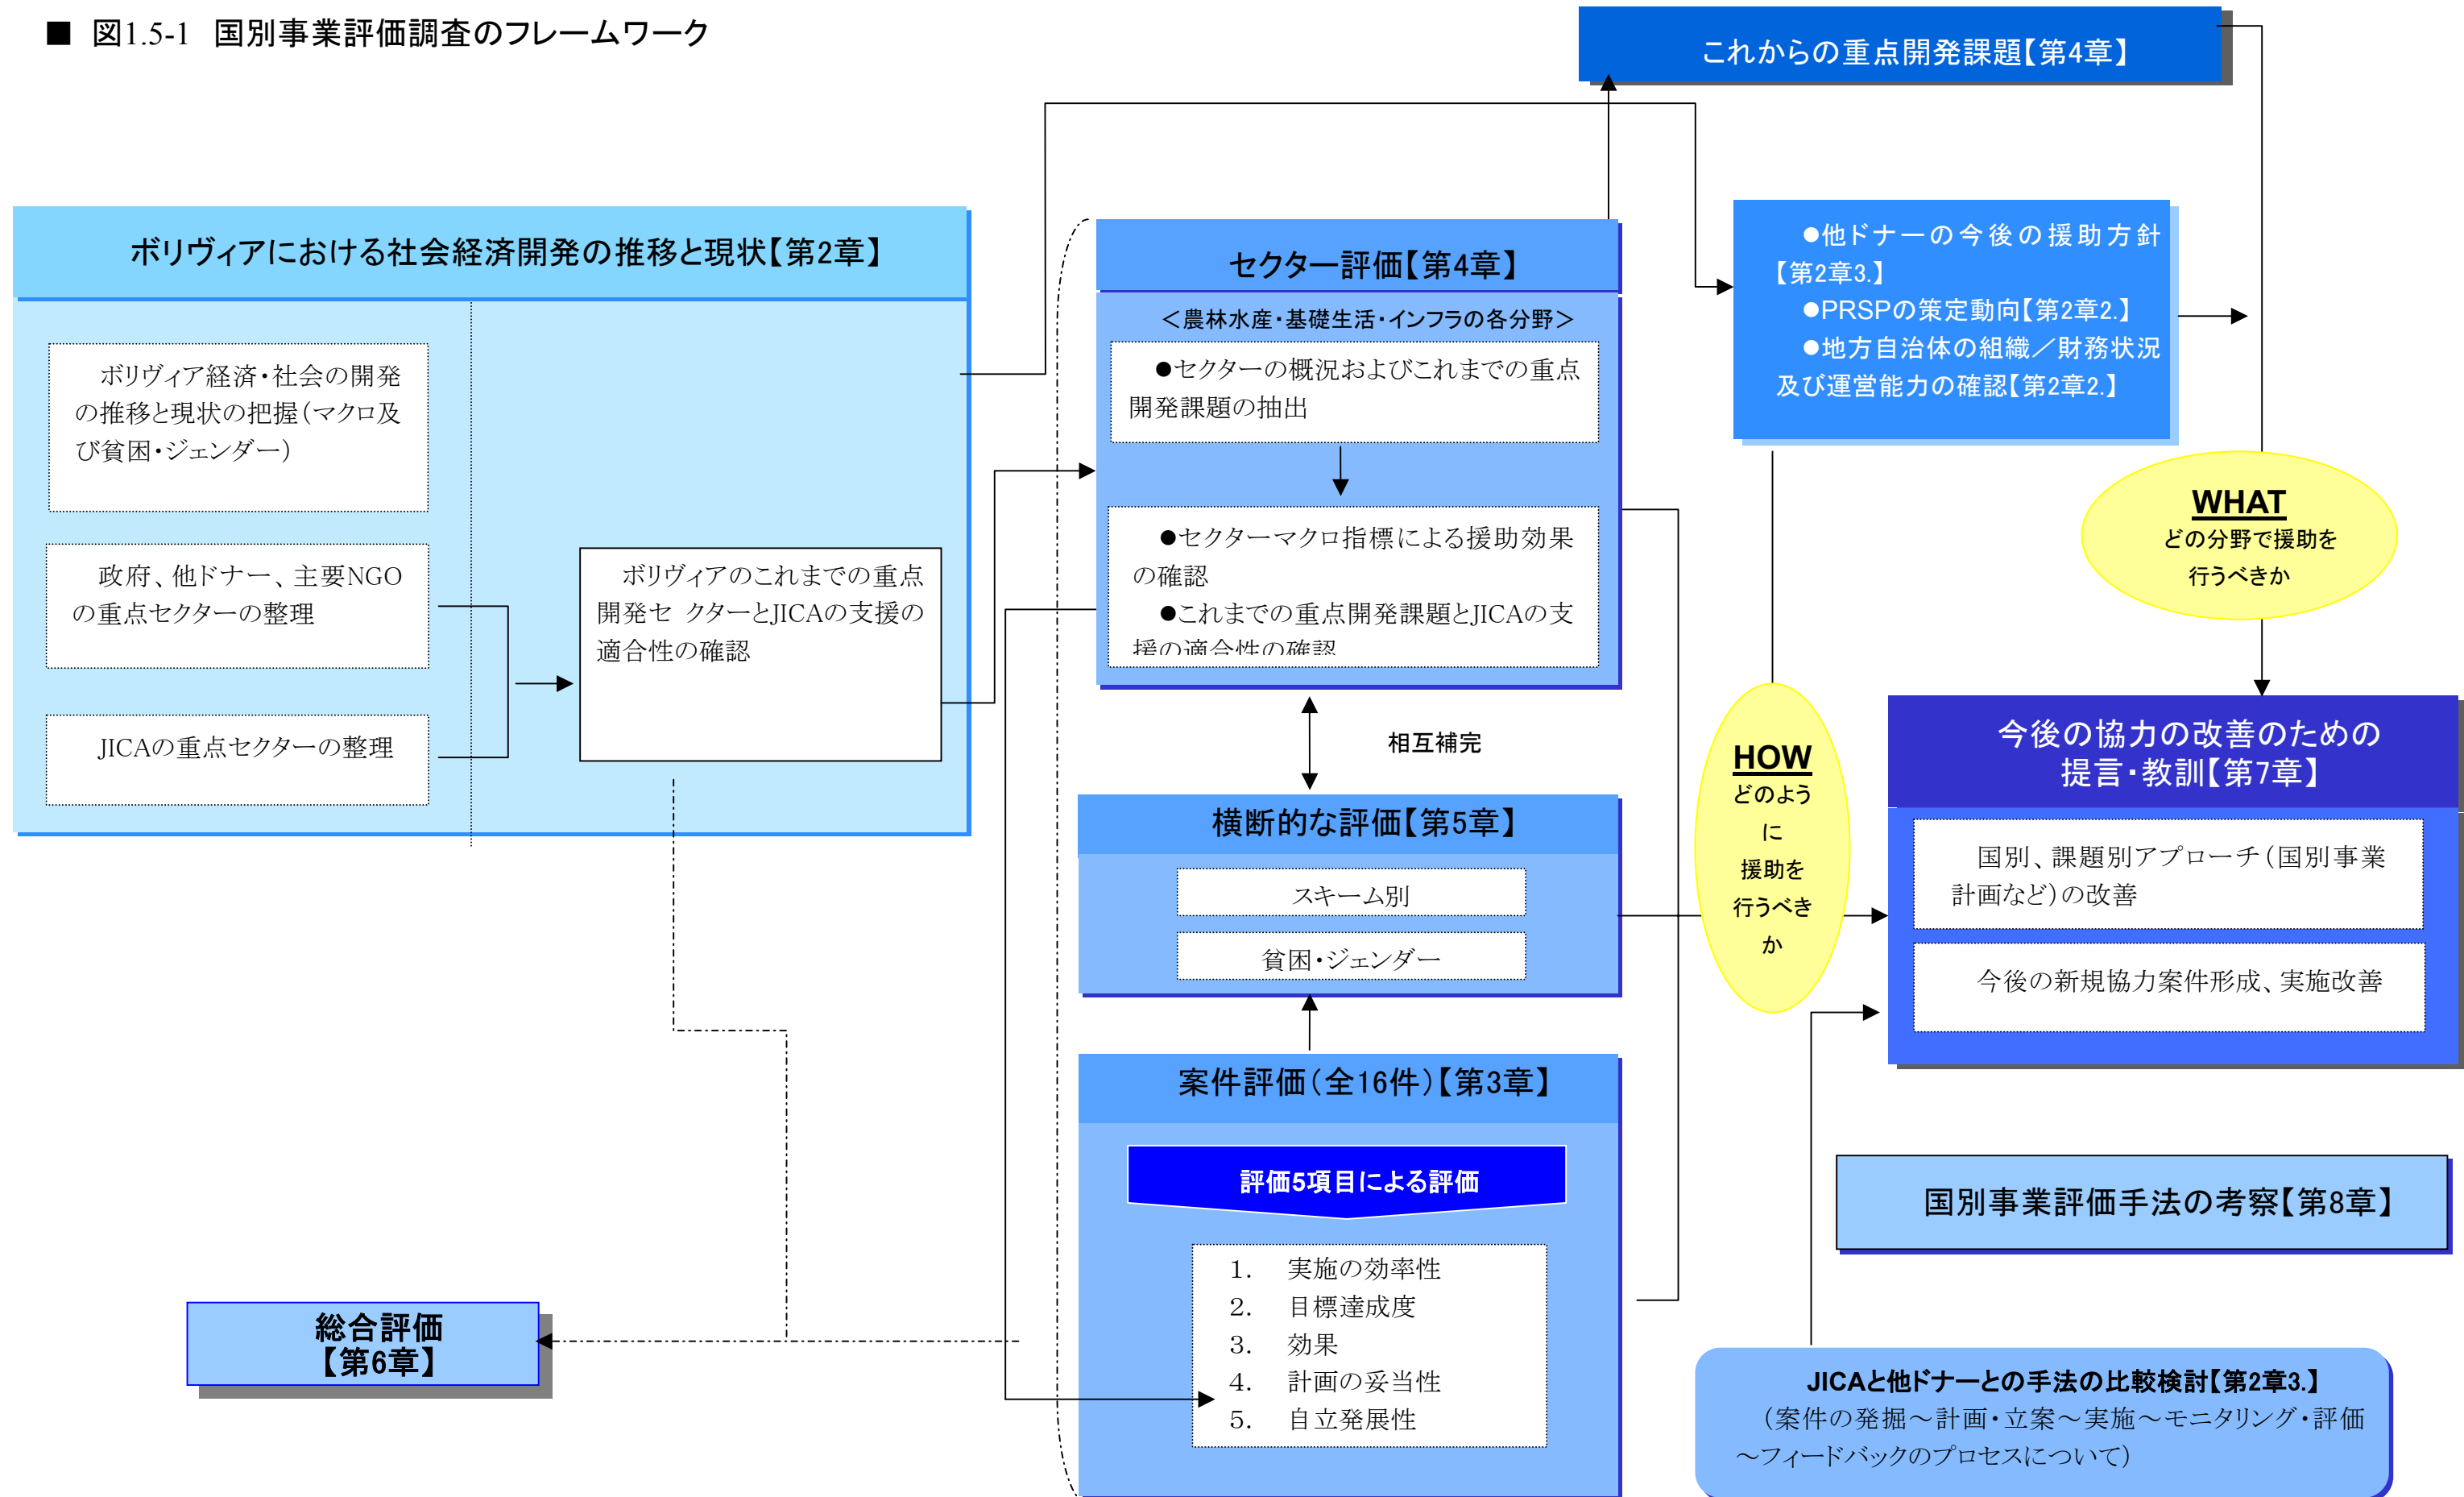 ■ 図1.5-1 国別事業評価調査のフレームワーク
これからの重点開発課題【第4章】
ボリヴィアにおける社会経済開発の推移と現状【第2章】
ボリヴィア経済・社会の開発
の推移と現状の把握(マクロ及
び貧困・ジェンダー)
政府、他ドナー、主要NGO
の重点セクターの整理
JICAの重点セクターの整理
ボリヴィアのこれまでの重点
開発セ クターとJICAの支援の
適合性の確認
セクター評価【第4章】
<農林水産・基礎生活・インフラの各分野>
●セクターの概況およびこれまでの重点
開発課題の抽出
●セクターマクロ指標による援助効果
の確認
●これまでの重点開発課題とJICAの支
援の適合性の確認
相互補完
横断的な評価【第5章】
スキーム別
貧困・ジェンダー
案件評価(全16件)【第3章】
評価5項目による評価
1. 実施の効率性
2. 目標達成度
3. 効果
4. 計画の妥当性
5. 自立発展性
総合評価
【第6章】
●他ドナーの今後の援助方針
【第2章3.】
●PRSPの策定動向【第2章2.】
●地方自治体の組織/財務状況
及び運営能力の確認【第2章2.】
WHAT
どの分野で援助を
行うべきか
HOW
どのよう
に
援助を
行うべき
か
今後の協力の改善のための
提言・教訓【第7章】
国別、課題別アプローチ(国別事業
計画など)の改善
今後の新規協力案件形成、実施改善
国別事業評価手法の考察【第8章】
JICAと他ドナーとの手法の比較検討【第2章3.】
(案件の発掘~計画・立案~実施~モニタリング・評価
~フィードバックのプロセスについて)